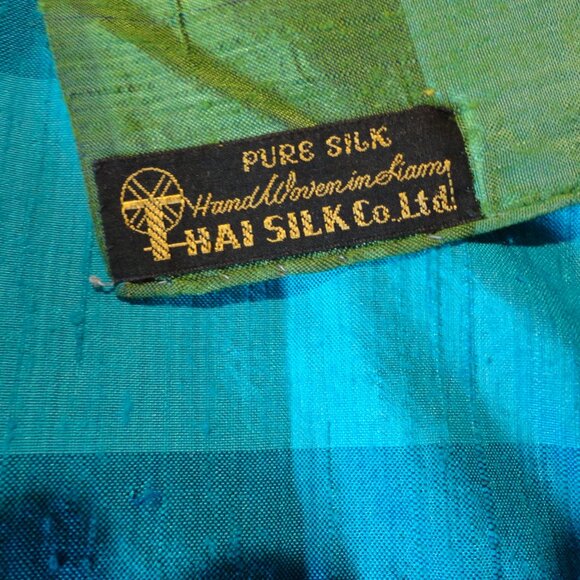 PURE SILK
Hand Woven in Siam
THAI SILK Co. Ltd.